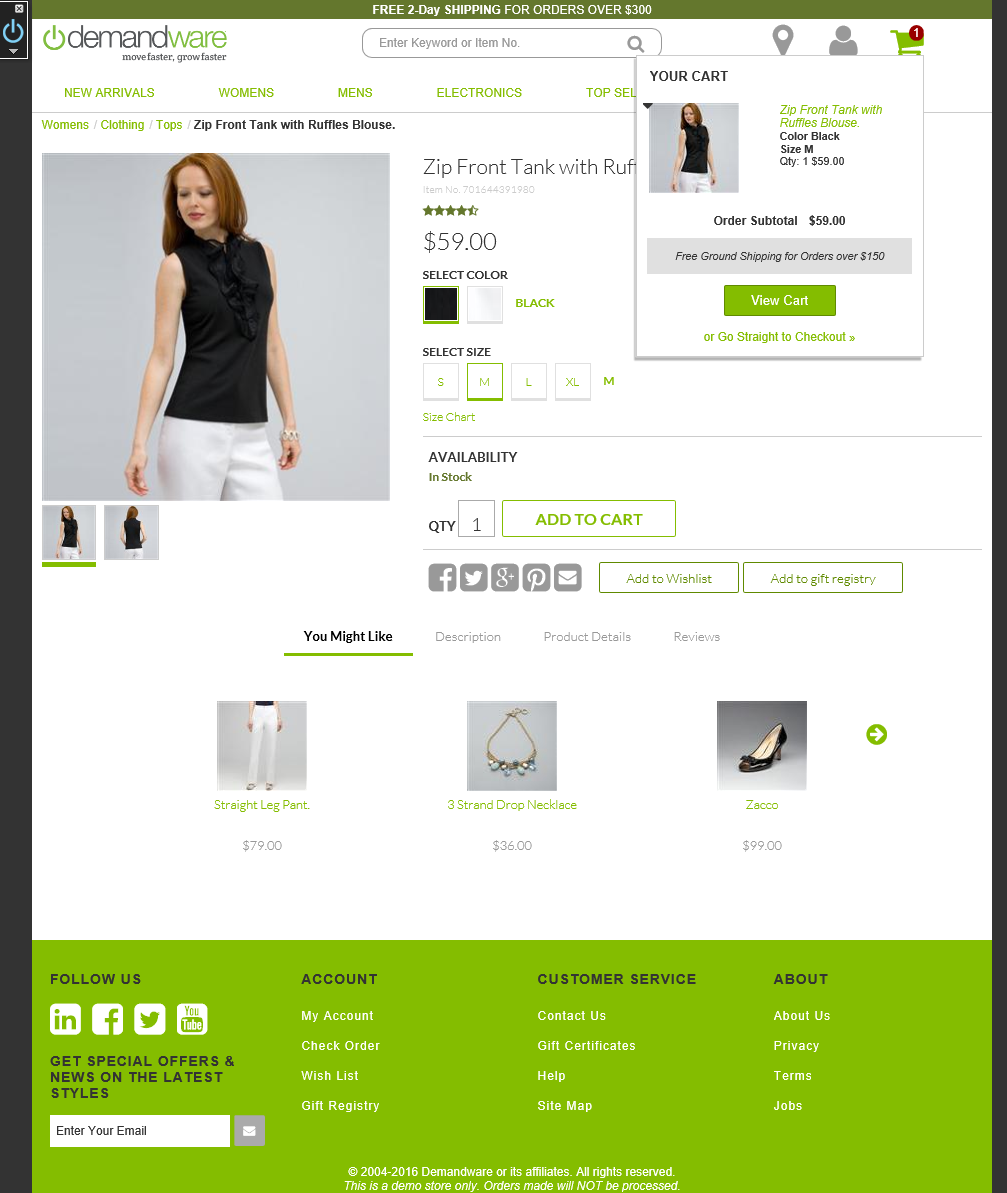 FREE 2-Day SHIPPING FOR ORDERS OVER $300
demandware
move faster, grow faster
Enter Keyword or Item No.
1
NEW ARRIVALS
WOMENS
MENS
ELECTRONICS
TOP SEL
YOUR CART
Zip Front Tank with
Ruffles Blouse.
Color Black
Size M
Qty: 1 $59.00
Order Subtotal $59.00
Free Ground Shipping for Orders over $150
View Cart
or Go Straight to Checkout »
Womens / Clothing / Tops / Zip Front Tank with Ruffles Blouse.
Zip Front Tank with Ruff
Item No. 701644391980
$59.00
SELECT COLOR
BLACK
SELECT SIZE
S
M
L
XL
M
Size Chart
AVAILABILITY
In Stock
QTY 1 ADD TO CART
Add to Wishlist
Add to gift registry
You Might Like
Description
Product Details
Reviews
Straight Leg Pant.
3 Strand Drop Necklace
Zacco
$79.00
$36.00
$99.00
FOLLOW US
in
You
Tube
GET SPECIAL OFFERS &
NEWS ON THE LATEST
STYLES
Enter Your Email
ACCOUNT
My Account
Check Order
Wish List
Gift Registry
CUSTOMER SERVICE
Contact Us
Gift Certificates
Help
Site Map
ABOUT
About Us
Privacy
Terms
Jobs
© 2004-2016 Demandware or its affiliates. All rights reserved.
This is a demo store only. Orders made will NOT be processed.